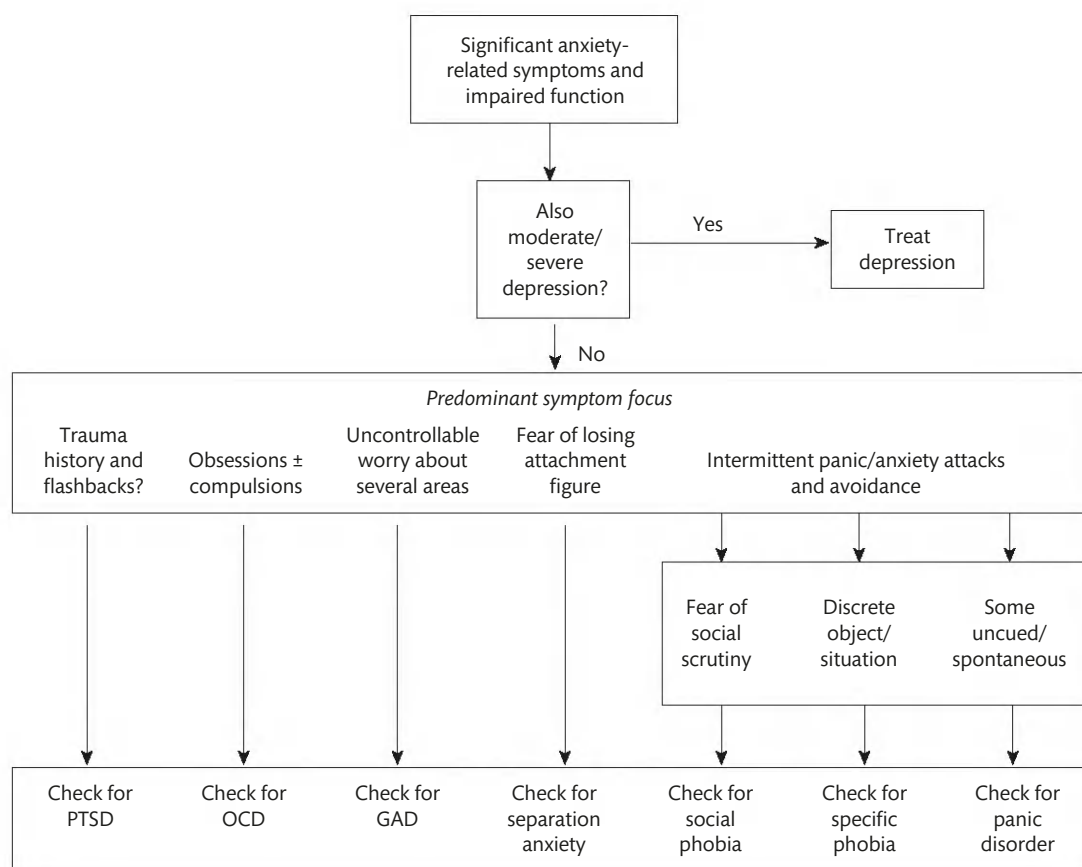 Significant anxiety-
related symptoms and
impaired function
Also
moderate/
severe
depression?
Yes
Treat
depression
No
Predominant symptom focus
Trauma
history and
flashbacks?
Obsessions ±
compulsions
Uncontrollable
worry about
several areas
Fear of losing
attachment
figure
Intermittent panic/anxiety attacks
and avoidance
Fear of
social
scrutiny
Discrete
object/
situation
Some
uncued/
spontaneous
Check for
PTSD
Check for
OCD
Check for
GAD
Check for
separation
anxiety
Check for
social
phobia
Check for
specific
phobia
Check for
panic
disorder